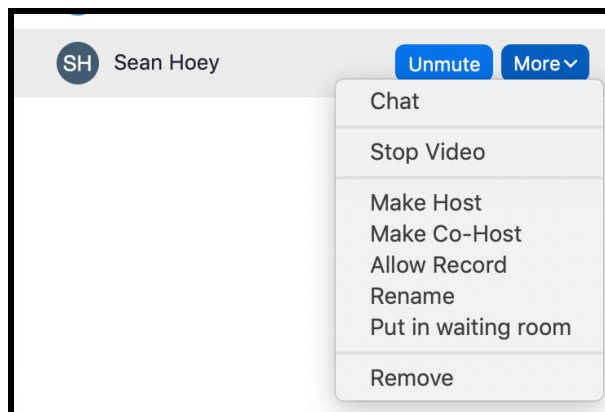 SH Sean Hoey Unmute More
Chat
Stop Video
Make Host
Make Co-Host
Allow Record
Rename
Put in waiting room
Remove